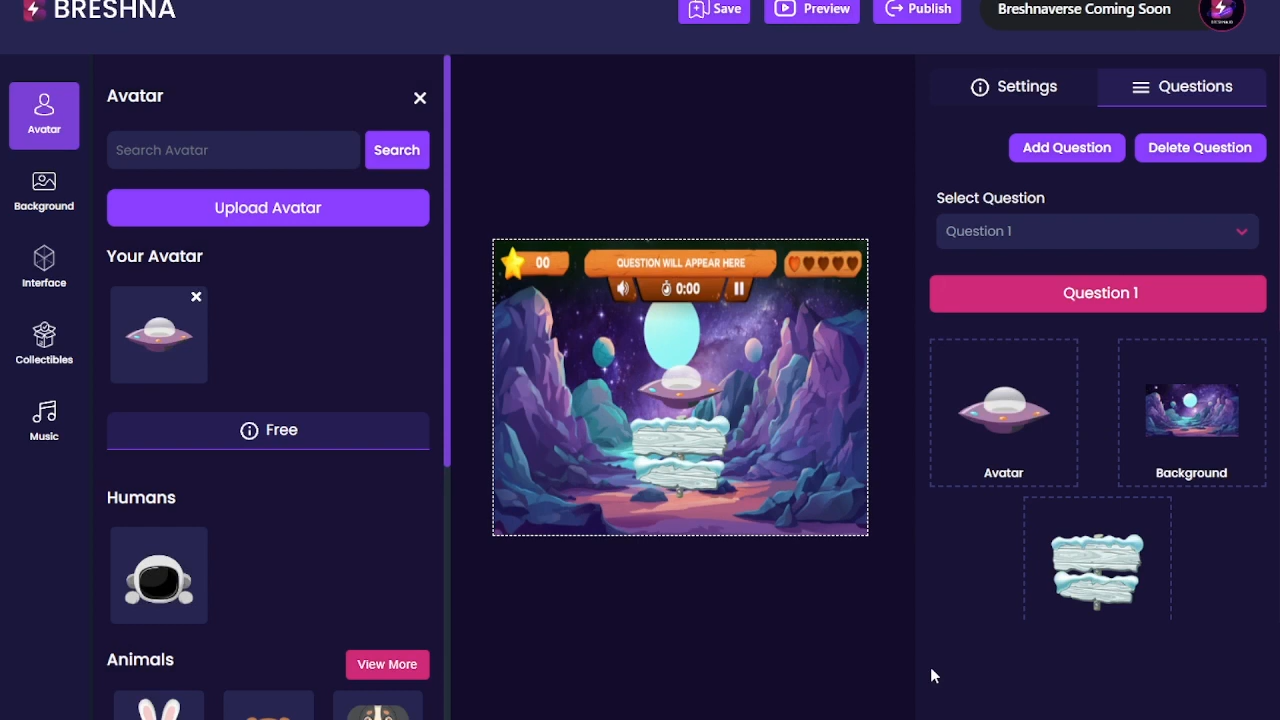 BRESHNA
Save
Preview
Publish
Breshnaverse Coming Soon
Avatar
Background
Interface
Collectibles
Music
Avatar
Search Avatar
Search
Upload Avatar
Your Avatar
Free
Humans
Animals
View More
00
QUESTION WILL APPEAR HERE
0:00
Settings
Questions
Add Question
Delete Question
Select Question
Question 1
Question 1
Avatar
Background